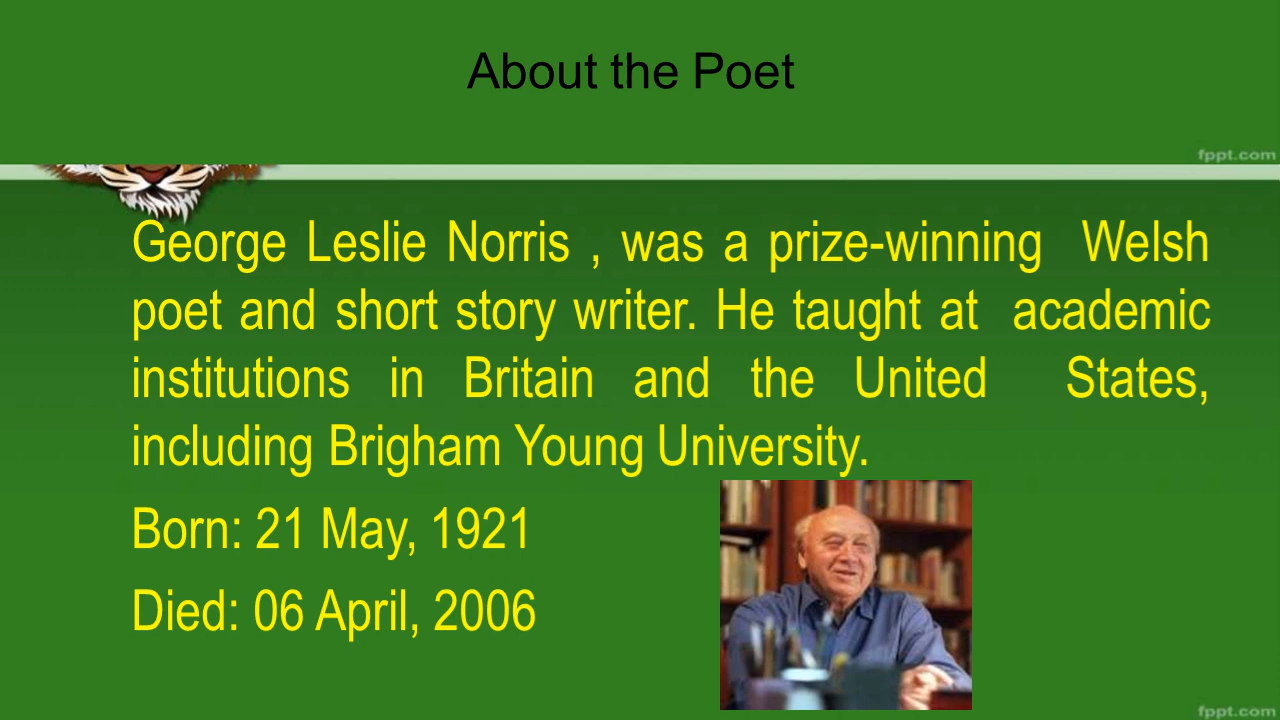 About the Poet
fppt.com
George Leslie Norris , was a prize-winning Welsh
poet and short story writer. He taught at academic
institutions in Britain and the United States,
including Brigham Young University.
Born: 21 May, 1921
Died: 06 April, 2006
fppt.com